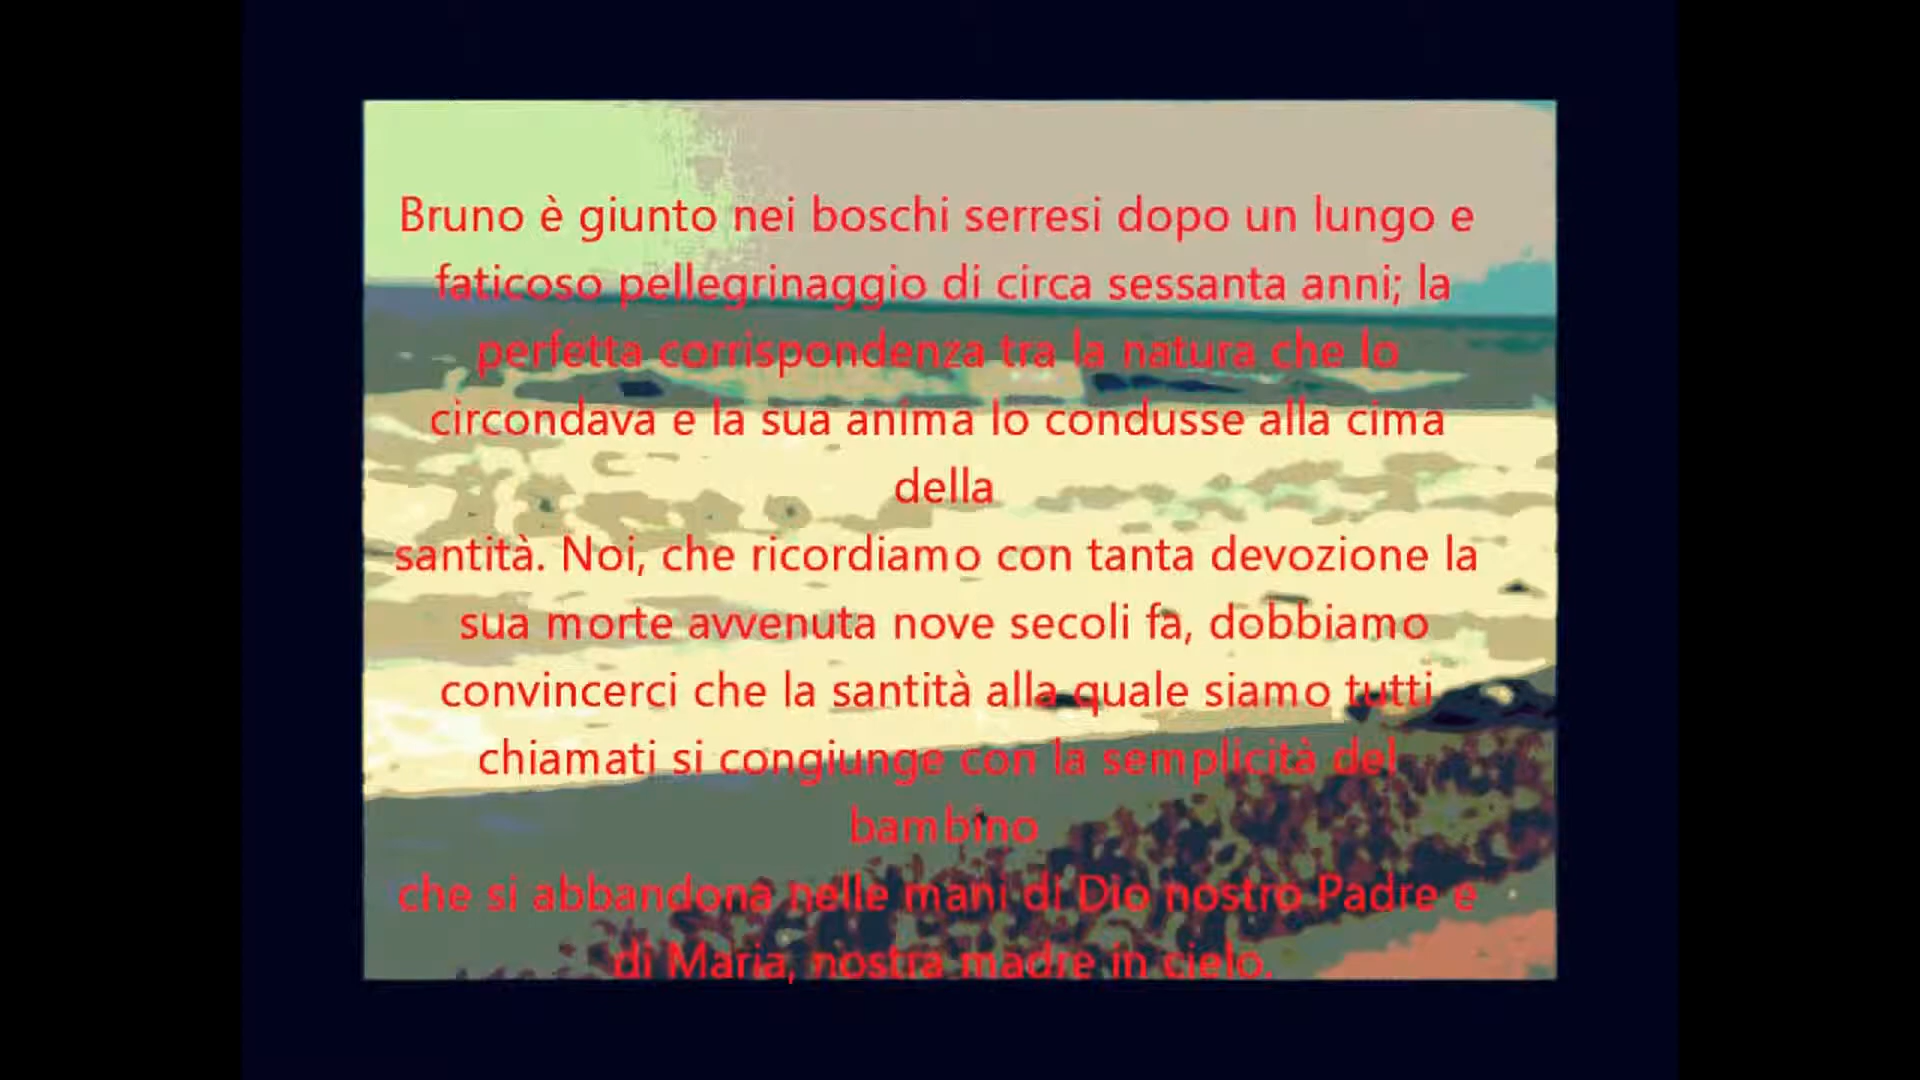 Bruno è giunto nei boschi serresi dopo un lungo e
faticoso pellegrinaggio di circa sessanta anni; la
perfetta corrispondenza tra la natura che lo
circondava e la sua anima lo condusse alla cima
della
santità. Noi, che ricordiamo con tanta devozione la
sua morte avvenuta nove secoli fa, dobbiamo
convincerci che la santità alla quale siamo tutti
chiamati si congiunge con la semplicità del
bambino
che si abbandona nelle mani di Dio nostro Padre e
di Maria, nostra madre in cielo.